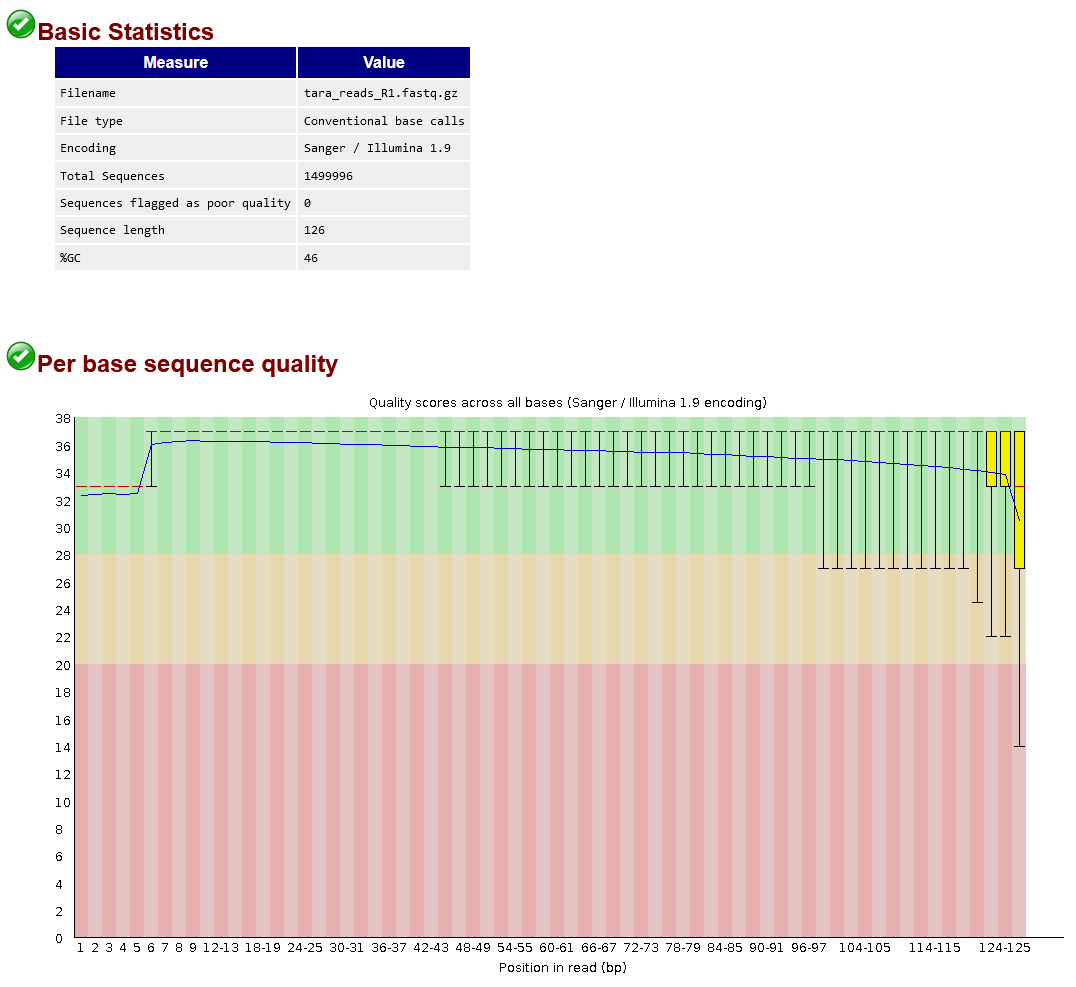 Basic Statistics
Measure Value
Filename tara_reads_R1.fastq.gz
File type Conventional base calls
Encoding Sanger / Illumina 1.9
Total Sequences 1499996
Sequences flagged as poor quality 0
Sequence length 126
%GC 46
Per base sequence quality
Quality scores across all bases (Sanger / Illumina 1.9 encoding)
38
36
34
32
30
28
26
24
22
20
18
16
14
12
10
8
6
4
2
0
1 2 3 4 5 6 7 8 9 12-13 18-19 24-25 30-31 36-37 42-43 48-49 54-55 60-61 66-67 72-73 78-79 84-85 90-91 96-97 104-105 114-115 124-125
Position in read (bp)